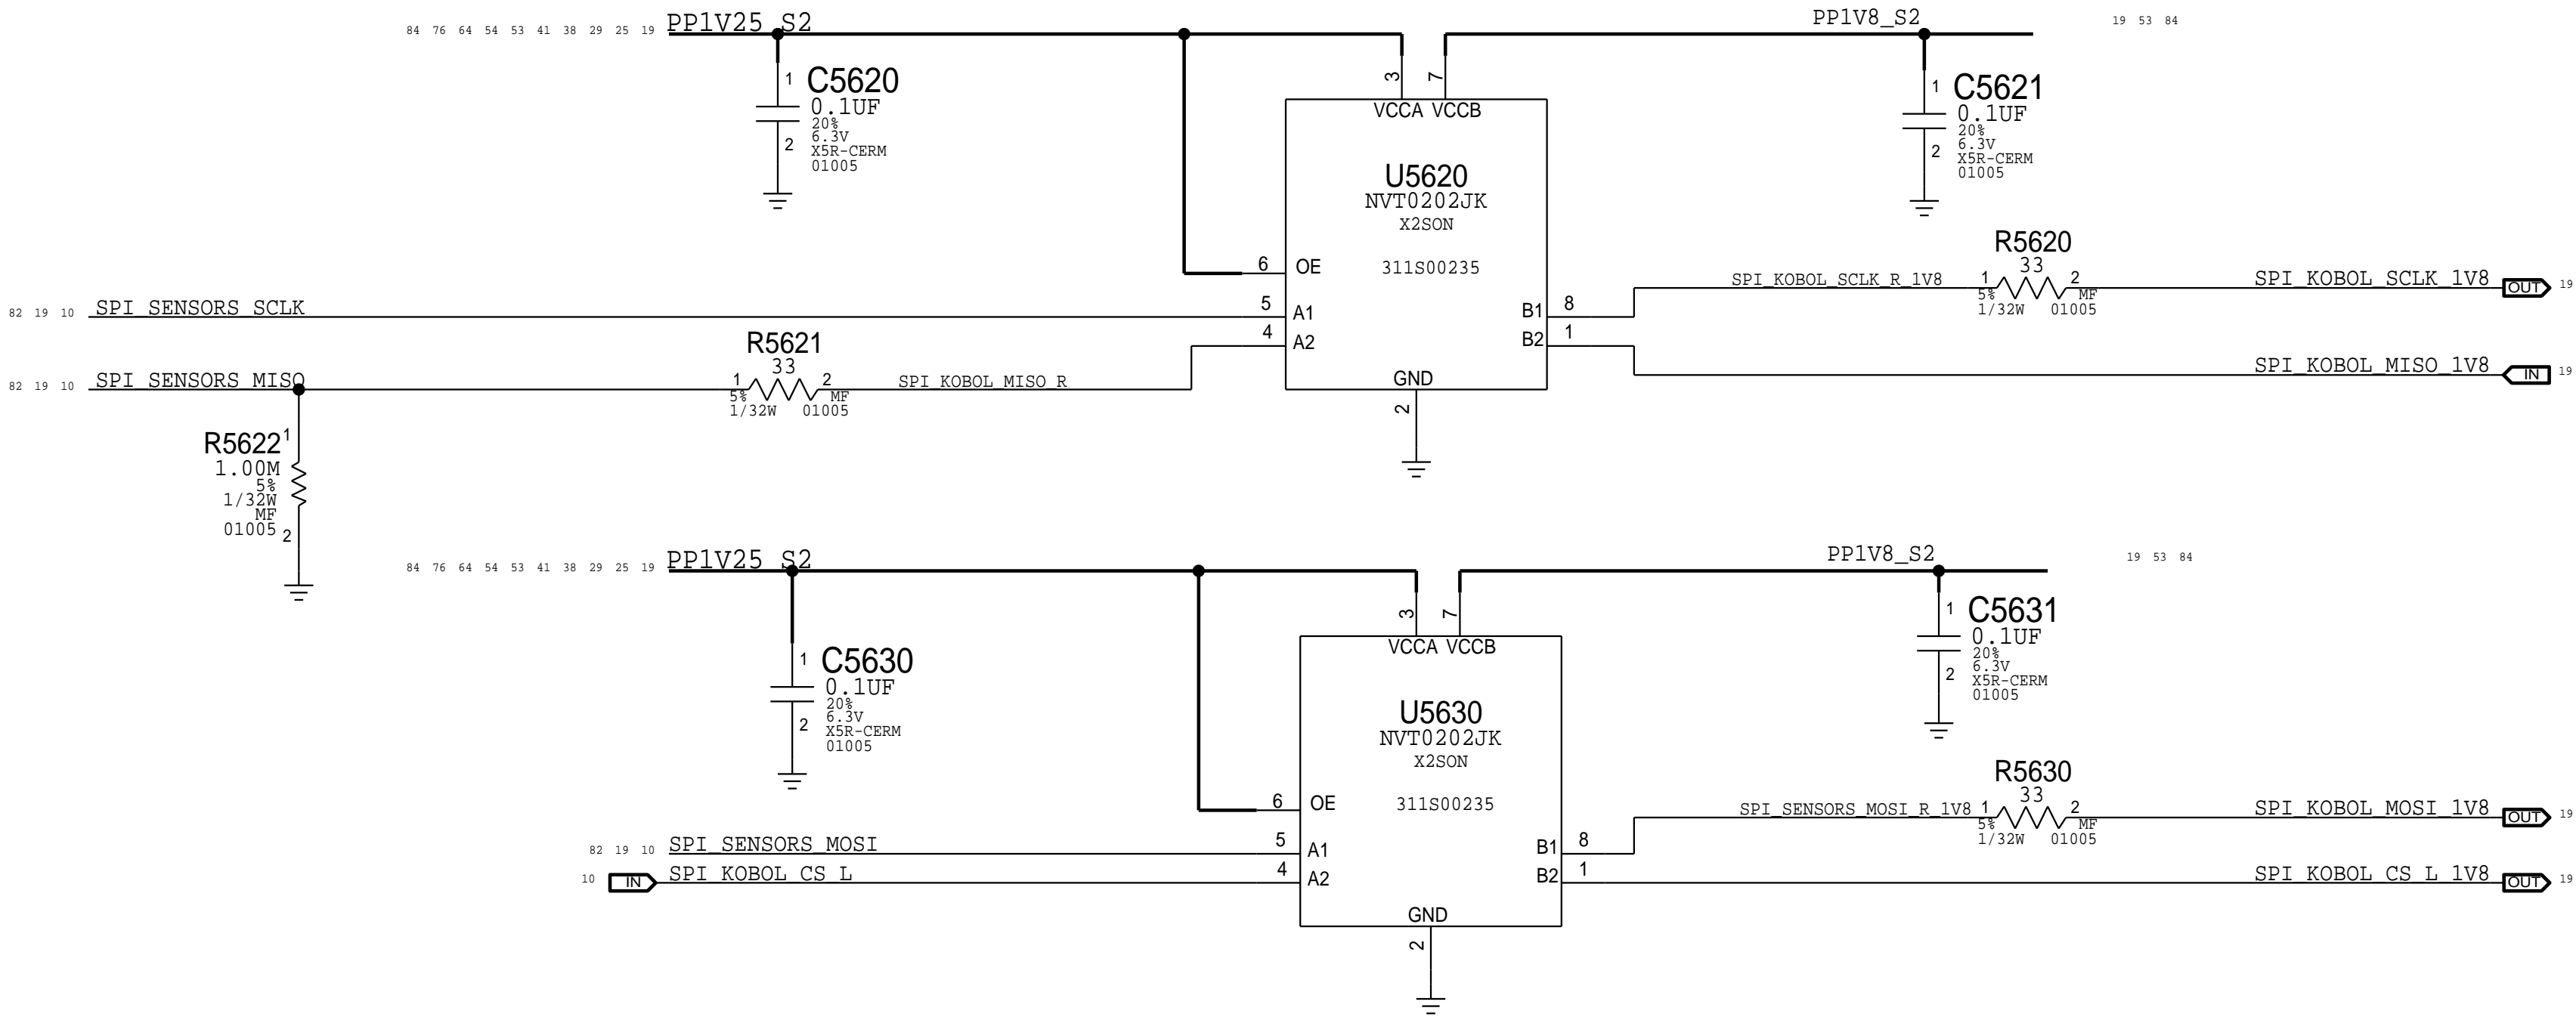 84 76 64 54 53 41 38 29 25 19 PP1V25_S2
PP1V8_S2 19 53 84
1 C5620
0.1UF
20%
6.3V
2 X5R-CERM
01005
3 7
VCCA VCCB
U5620
NVT0202JK
X2SON
311S00235
1 C5621
0.1UF
20%
6.3V
2 X5R-CERM
01005
6 OE
82 19 10 SPI_SENSORS_SCLK
5 A1
4 A2
B1 8
B2 1
GND
2
R5620
33
SPI_KOBOL_SCLK_R_1V8 1 2 SPI_KOBOL_SCLK_1V8 OUT 19
5% MF
1/32W 01005
82 19 10 SPI_SENSORS_MISO
R5621
33
1 2 SPI_KOBOL_MISO_R
5% MF
1/32W 01005
SPI_KOBOL_MISO_1V8 IN 19
R5622 1
1.00M
5%
1/32W
MF
01005 2
84 76 64 54 53 41 38 29 25 19 PP1V25_S2
PP1V8_S2 19 53 84
1 C5630
0.1UF
20%
6.3V
2 X5R-CERM
01005
3 7
VCCA VCCB
U5630
NVT0202JK
X2SON
311S00235
1 C5631
0.1UF
20%
6.3V
2 X5R-CERM
01005
6 OE
82 19 10 SPI_SENSORS_MOSI 5 A1
10 IN SPI_KOBOL_CS_L 4 A2
B1 8
B2 1
GND
2
R5630
33
SPI_SENSORS_MOSI_R_1V8 1 2 SPI_KOBOL_MOSI_1V8 OUT 19
5% MF
1/32W 01005
SPI_KOBOL_CS_L_1V8 OUT 19